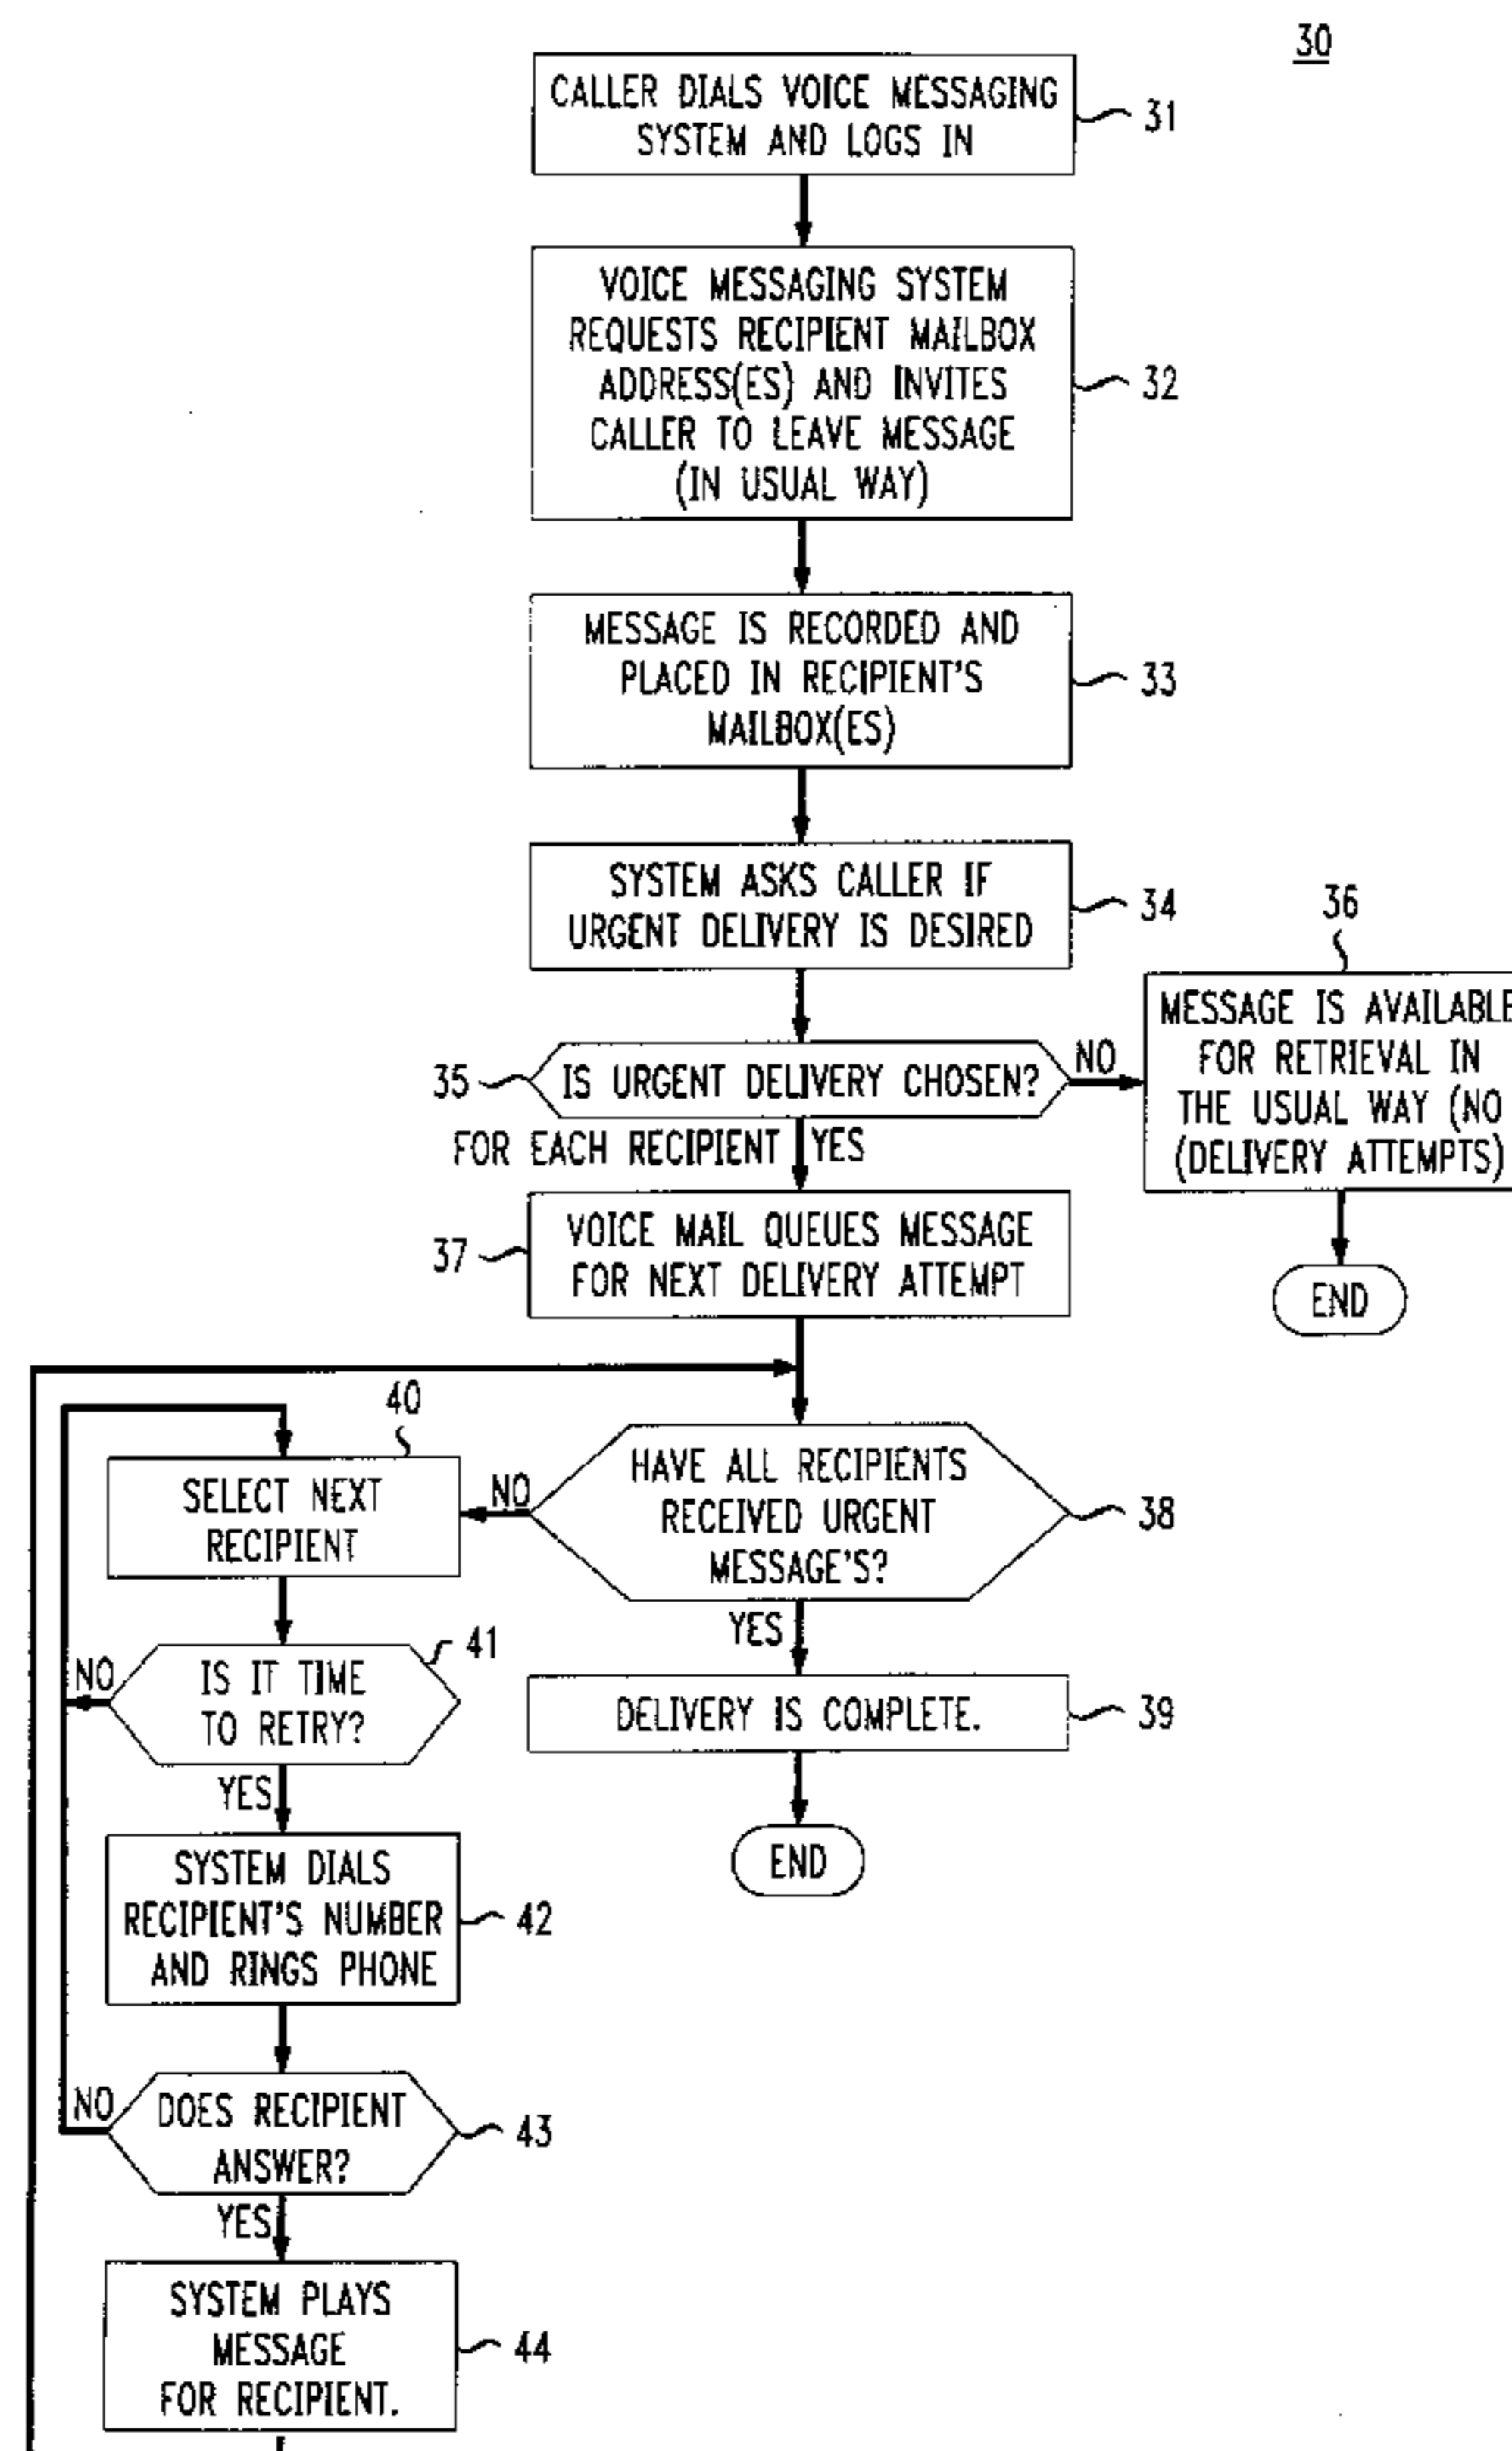 30
CALLER DIALS VOICE MESSAGING
SYSTEM AND LOGS IN
31
VOICE MESSAGING SYSTEM
REQUESTS RECIPIENT MAILBOX
ADDRESS(ES) AND INVITES
CALLER TO LEAVE MESSAGE
(IN USUAL WAY)
32
MESSAGE IS RECORDED AND
PLACED IN RECIPIENT'S
MAILBOX(ES)
33
SYSTEM ASKS CALLER IF
URGENT DELIVERY IS DESIRED
34
35
IS URGENT DELIVERY CHOSEN?
NO
36
MESSAGE IS AVAILABLE
FOR RETRIEVAL IN
THE USUAL WAY (NO
(DELIVERY ATTEMPTS)
END
FOR EACH RECIPIENT
YES
37
VOICE MAIL QUEUES MESSAGE
FOR NEXT DELIVERY ATTEMPT
HAVE ALL RECIPIENTS
RECEIVED URGENT
MESSAGE'S?
38
NO
YES
DELIVERY IS COMPLETE.
39
END
40
SELECT NEXT
RECIPIENT
IS IT TIME
TO RETRY?
41
NO
YES
SYSTEM DIALS
RECIPIENT'S NUMBER
AND RINGS PHONE
42
DOES RECIPIENT
ANSWER?
43
NO
YES
SYSTEM PLAYS
MESSAGE
FOR RECIPIENT.
44